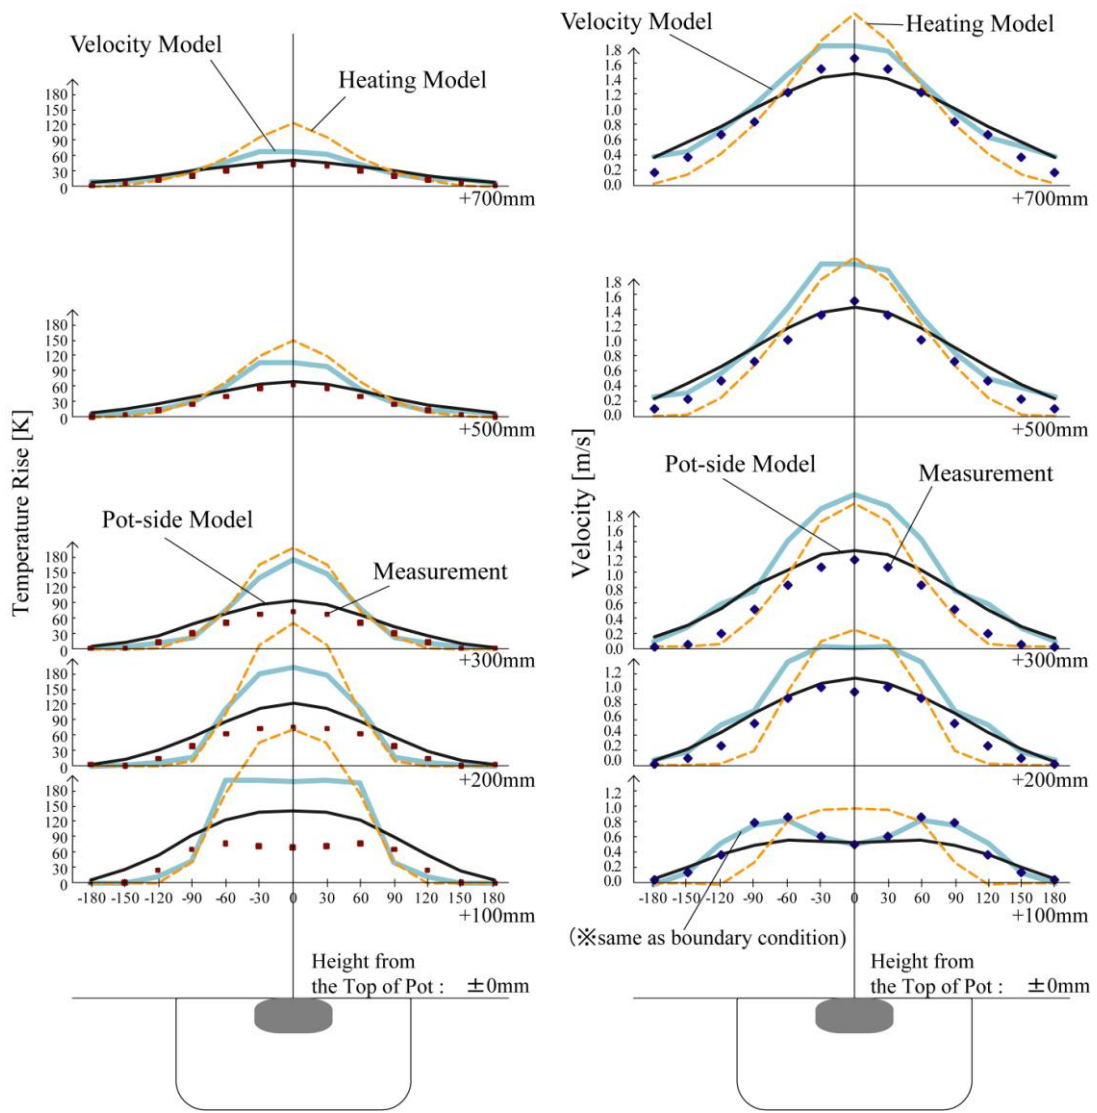 Velocity Model
Heating Model
180
150
120
90
60
30
0
+700mm
180
150
120
90
60
30
0
+500mm
Temperature Rise [K]
Pot-side Model
Measurement
180
150
120
90
60
30
0
+300mm
180
150
120
90
60
30
0
+200mm
180
150
120
90
60
30
0
-180 -150 -120 -90 -60 -30 0 30 60 90 120 150 180
+100mm
Height from
the Top of Pot : ±0mm
Velocity Model
Heating Model
1.8
1.6
1.4
1.2
1.0
0.8
0.6
0.4
0.2
0.0
+700mm
1.8
1.6
1.4
1.2
1.0
0.8
0.6
0.4
0.2
0.0
+500mm
Velocity [m/s]
Pot-side Model
Measurement
1.8
1.6
1.4
1.2
1.0
0.8
0.6
0.4
0.2
0.0
+300mm
1.2
1.0
0.8
0.6
0.4
0.2
0.0
+200mm
1.0
0.8
0.6
0.4
0.2
0.0
-180 -150 -120 -90 -60 -30 0 30 60 90 120 150 180
+100mm
(※same as boundary condition)
Height from
the Top of Pot : ±0mm